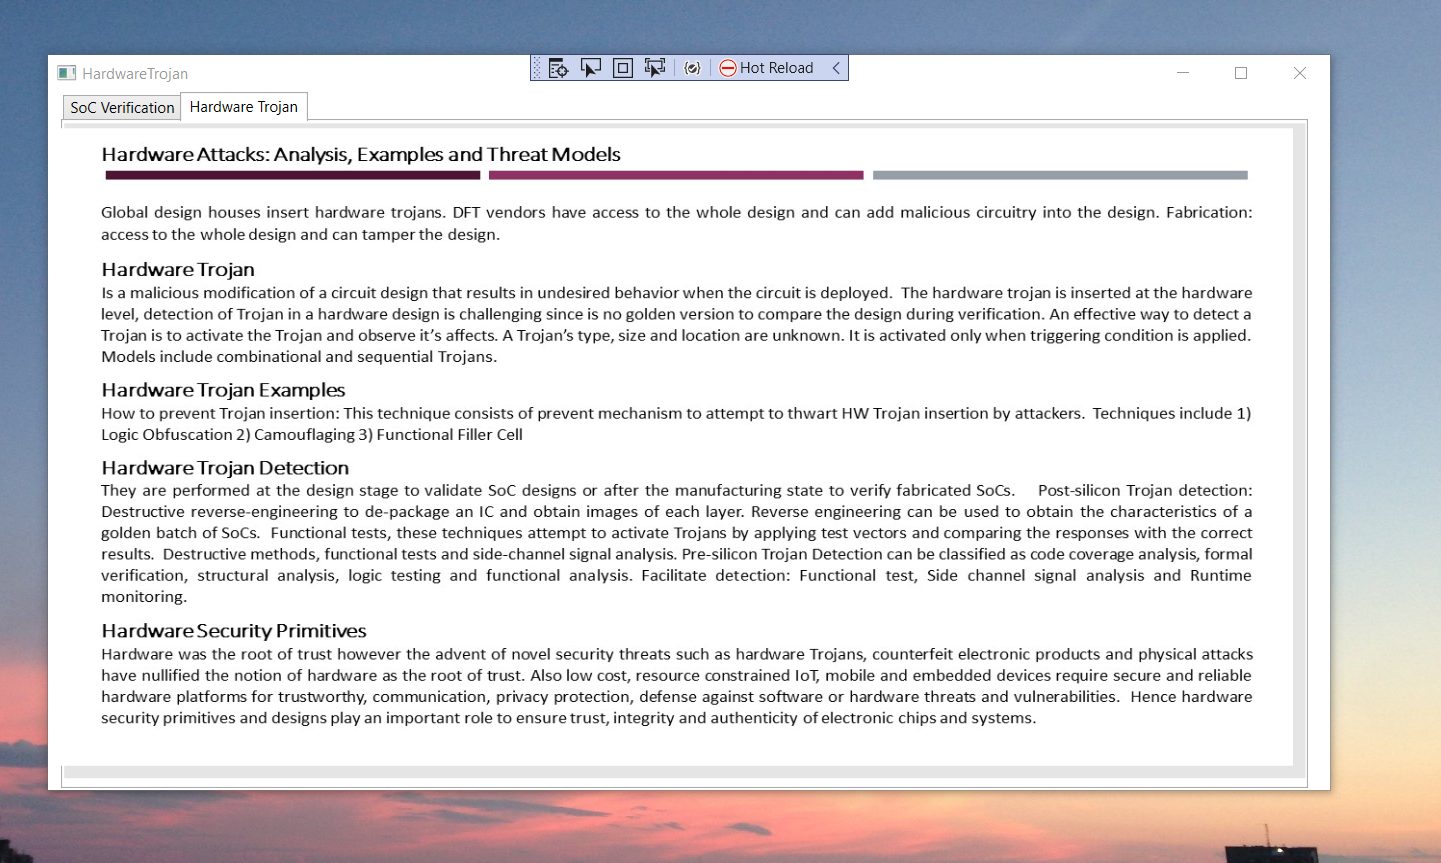 HardwareTrojan
Hot Reload
SoC Verification
Hardware Trojan
Hardware Attacks: Analysis, Examples and Threat Models
Global design houses insert hardware trojans. DFT vendors have access to the whole design and can add malicious circuitry into the design. Fabrication:
access to the whole design and can tamper the design.
Hardware Trojan
Is a malicious modification of a circuit design that results in undesired behavior when the circuit is deployed. The hardware trojan is inserted at the hardware
level, detection of Trojan in a hardware design is challenging since is no golden version to compare the design during verification. An effective way to detect a
Trojan is to activate the Trojan and observe it's affects. A Trojan's type, size and location are unknown. It is activated only when triggering condition is applied.
Models include combinational and sequential Trojans.
Hardware Trojan Examples
How to prevent Trojan insertion: This technique consists of prevent mechanism to attempt to thwart HW Trojan insertion by attackers. Techniques include 1)
Logic Obfuscation 2) Camouflaging 3) Functional Filler Cell
Hardware Trojan Detection
They are performed at the design stage to validate SoC designs or after the manufacturing state to verify fabricated SoCs. Post-silicon Trojan detection:
Destructive reverse-engineering to de-package an IC and obtain images of each layer. Reverse engineering can be used to obtain the characteristics of a
golden batch of SoCs. Functional tests, these techniques attempt to activate Trojans by applying test vectors and comparing the responses with the correct
results. Destructive methods, functional tests and side-channel signal analysis. Pre-silicon Trojan Detection can be classified as code coverage analysis, formal
verification, structural analysis, logic testing and functional analysis. Facilitate detection: Functional test, Side channel signal analysis and Runtime
monitoring.
Hardware Security Primitives
Hardware was the root of trust however the advent of novel security threats such as hardware Trojans, counterfeit electronic products and physical attacks
have nullified the notion of hardware as the root of trust. Also low cost, resource constrained IoT, mobile and embedded devices require secure and reliable
hardware platforms for trustworthy, communication, privacy protection, defense against software or hardware threats and vulnerabilities. Hence hardware
security primitives and designs play an important role to ensure trust, integrity and authenticity of electronic chips and systems.